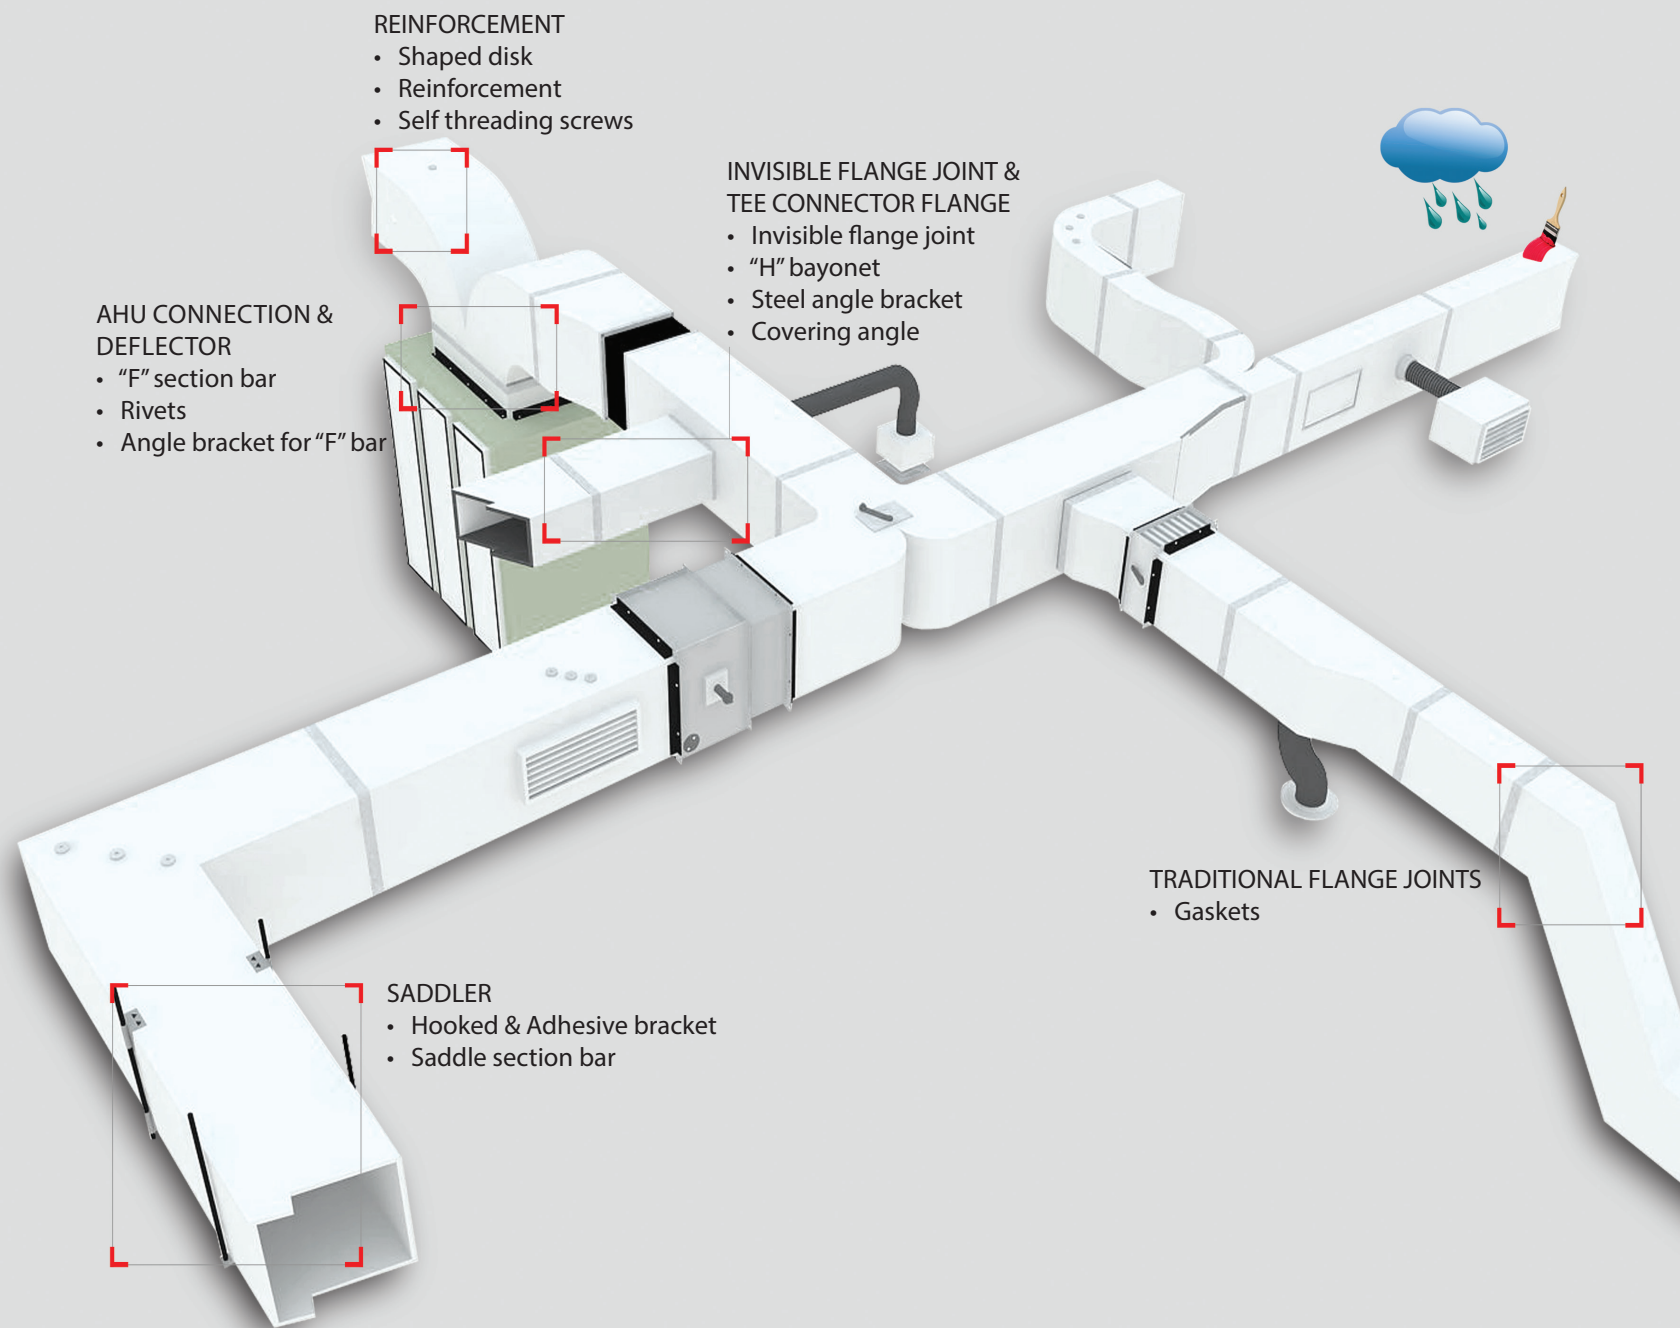 REINFORCEMENT
• Shaped disk
• Reinforcement
• Self threading screws
INVISIBLE FLANGE JOINT &
TEE CONNECTOR FLANGE
• Invisible flange joint
• “H” bayonet
• Steel angle bracket
• Covering angle
AHU CONNECTION &
DEFLECTOR
• “F” section bar
• Rivets
• Angle bracket for “F” bar
TRADITIONAL FLANGE JOINTS
• Gaskets
SADDLER
• Hooked & Adhesive bracket
• Saddle section bar